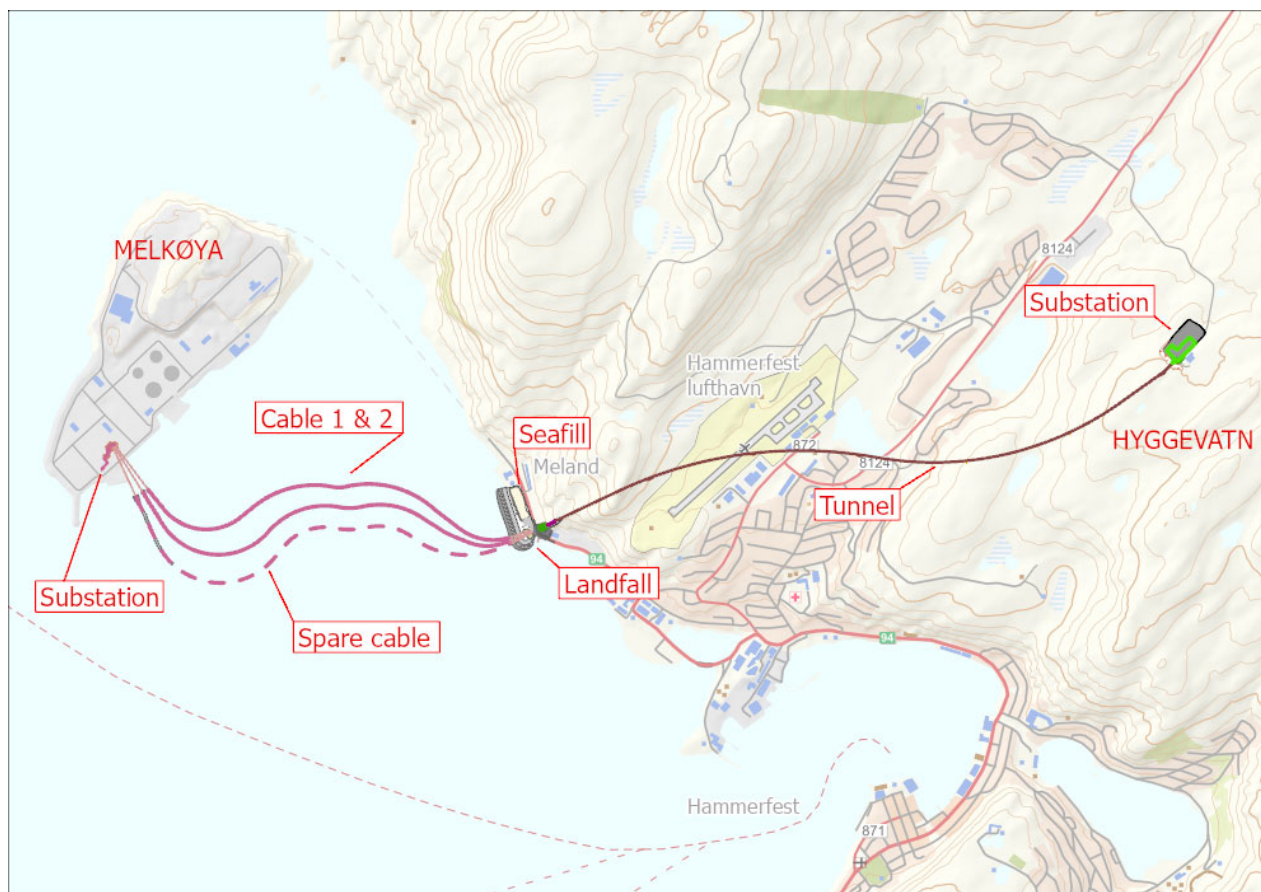 MELKØYA
8124
Substation
Hammerfest
lufthavn
Cable 1 & 2
Seafill
872
HYGGEVATN
Meland
8124
Tunnel
94
Substation
Landfall
Spare cable
94
Hammerfest
871